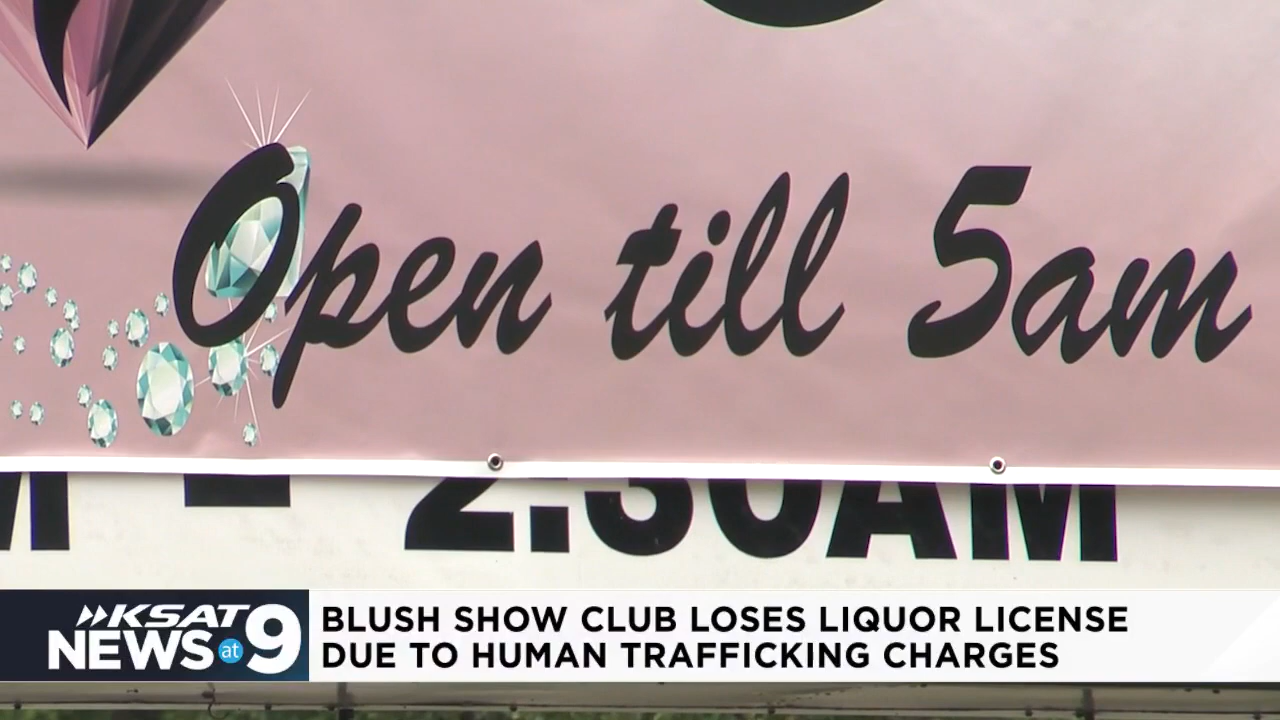 Open till 5am
M - 2:30AM
KSAT
NEWS at 9
BLUSH SHOW CLUB LOSES LIQUOR LICENSE
DUE TO HUMAN TRAFFICKING CHARGES